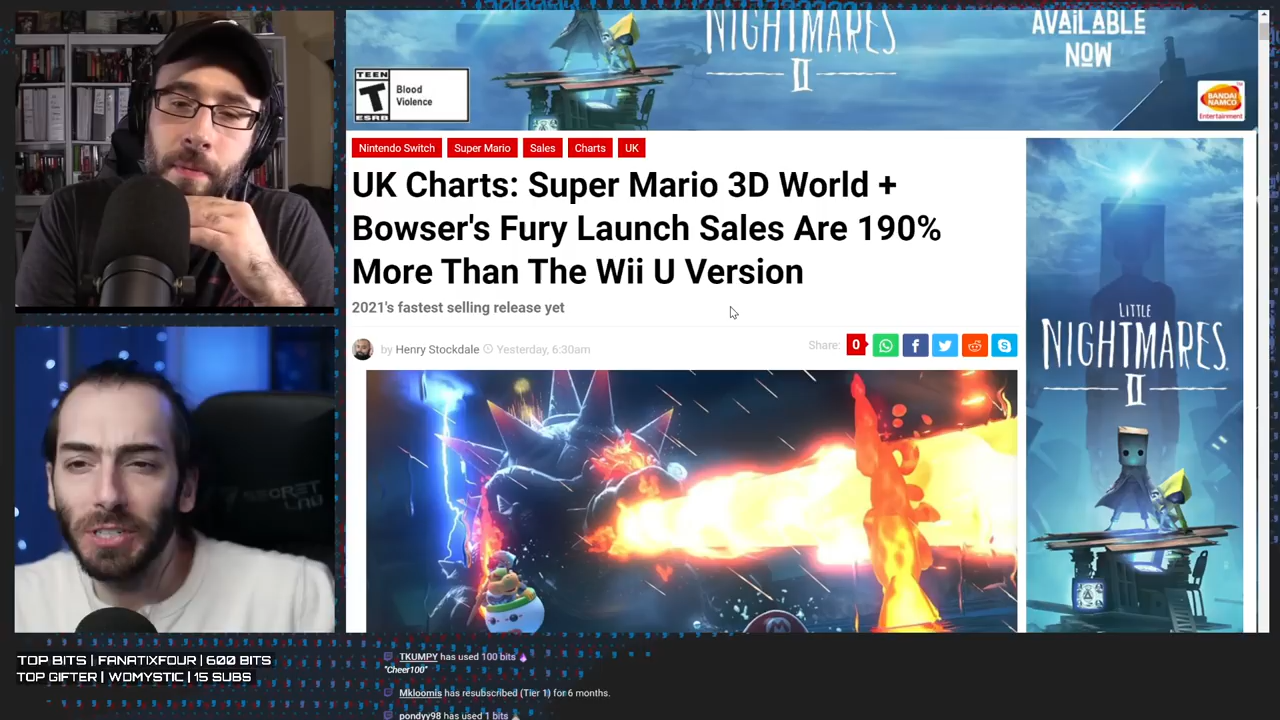 NIGHTMARES
II
AVAILABLE
NOW
TEEN
T
ESRB
Blood
Violence
BANDAI
NAMCO
Entertainment
Nintendo Switch
Super Mario
Sales
Charts
UK
UK Charts: Super Mario 3D World +
Bowser's Fury Launch Sales Are 190%
More Than The Wii U Version
2021's fastest selling release yet
by Henry Stockdale Yesterday, 6:30am
Share: 0
LITTLE
NIGHTMARES
II
SECRET
LAB
M
TOP BITS | FANATIXFOUR | 600 BITS
TOP GIFTER | WDMYSTIC | 15 SUBS
TKUMPY has used 100 bits
"Cheer100"
Mkloomis has resubscribed (Tier 1) for 6 months.
pondyy98 has used 1 bits